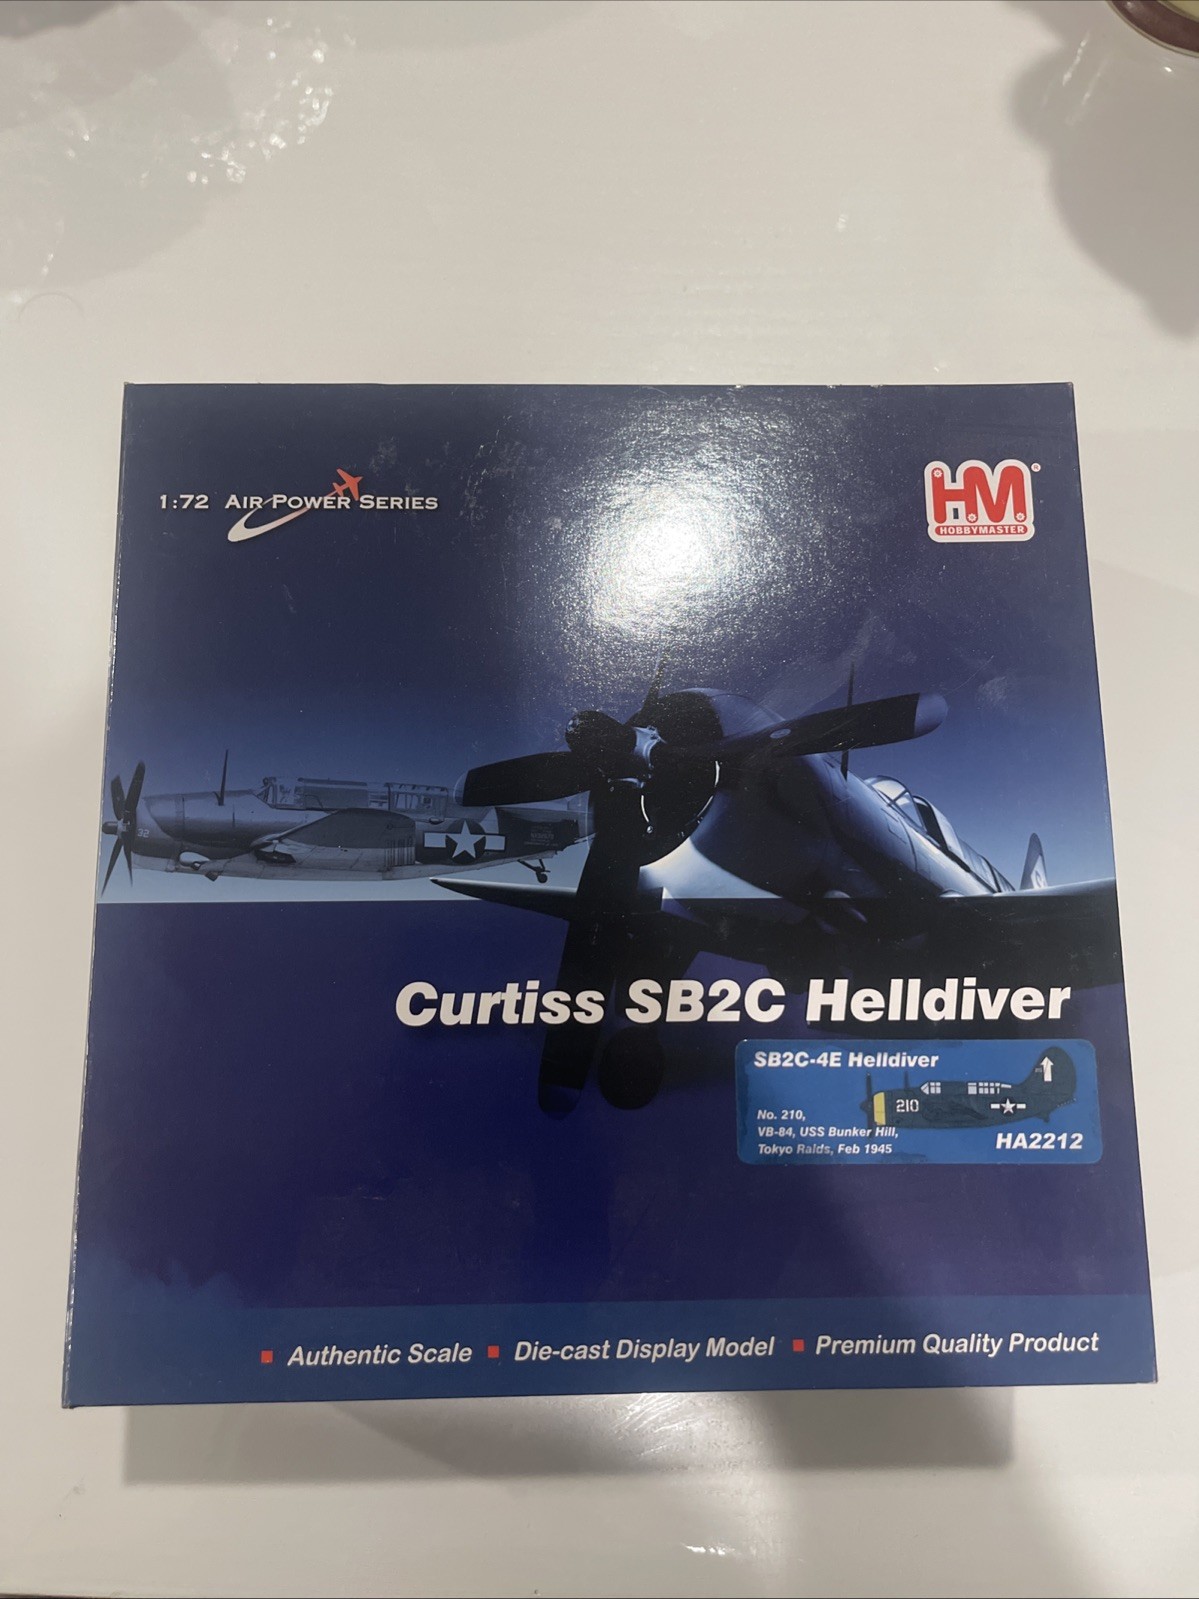 1:72 AIR POWER SERIES
HM®
HOBBYMASTER
32
Curtiss SB2C Helldiver
SB2C-4E Helldiver
210
No. 210,
VB-84, USS Bunker Hill,
Tokyo Raids, Feb 1945
HA2212
Authentic Scale
Die-cast Display Model
Premium Quality Product